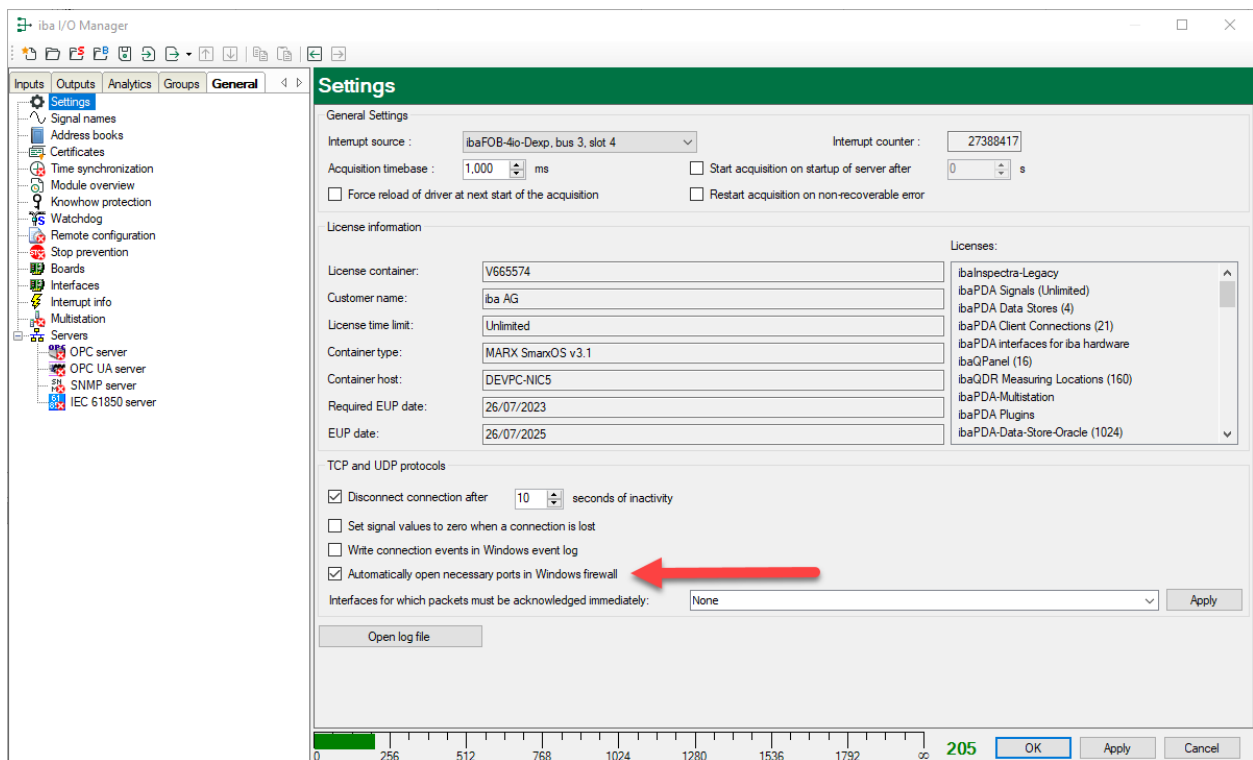 iba I/O Manager
Inputs Outputs Analytics Groups General
Settings
Signal names
Address books
Certificates
Time synchronization
Module overview
Knowhow protection
Watchdog
Remote configuration
Stop prevention
Boards
Interfaces
Interrupt info
Multistation
Servers
OPC server
OPC UA server
SNMP server
IEC 61850 server
Settings
General Settings
Interrupt source : ibaFOB-4io-Dexp, bus 3, slot 4 Interrupt counter : 27388417
Acquisition timebase : 1,000 ms Start acquisition on startup of server after 0 s
Force reload of driver at next start of the acquisition Restart acquisition on non-recoverable error
License information
License container: V665574
Customer name: iba AG
License time limit: Unlimited
Container type: MARX SmarxOS v3.1
Container host: DEVPC-NIC5
Required EUP date: 26/07/2023
EUP date: 26/07/2025
Licenses:
ibaInspectra-Legacy
ibaPDA Signals (Unlimited)
ibaPDA Data Stores (4)
ibaPDA Client Connections (21)
ibaPDA interfaces for iba hardware
ibaQPanel (16)
ibaQDR Measuring Locations (160)
ibaPDA-Multistation
ibaPDA Plugins
ibaPDA-Data-Store-Oracle (1024)
TCP and UDP protocols
Disconnect connection after 10 seconds of inactivity
Set signal values to zero when a connection is lost
Write connection events in Windows event log
Automatically open necessary ports in Windows firewall
Interfaces for which packets must be acknowledged immediately: None Apply
Open log file
0 256 512 768 1024 1280 1536 1792 ∞ 205 OK Apply Cancel